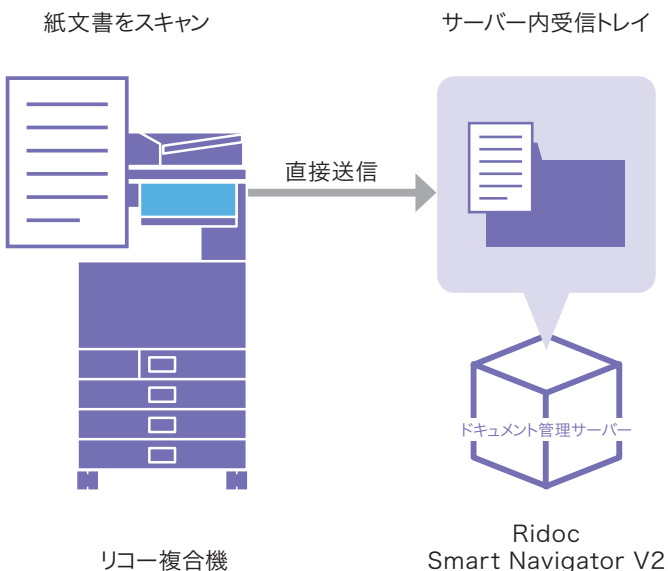 紙文書をスキャン
サーバー内受信トレイ
直接送信
ドキュメント管理サーバー
リコー複合機
Ridoc
Smart Navigator V2